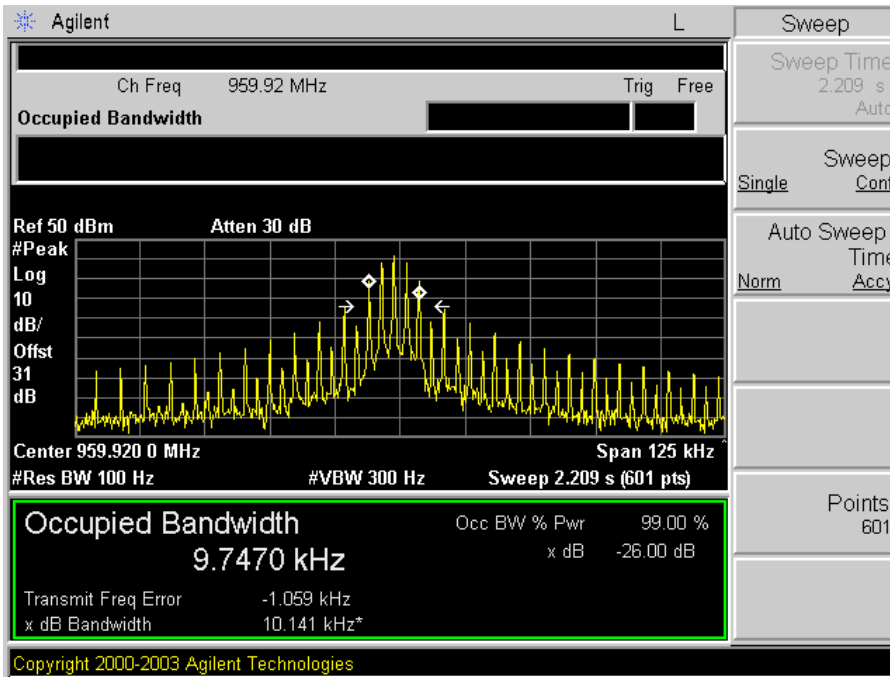 Agilent L Sweep
Ch Freq 959.92 MHz Trig Free
Occupied Bandwidth
Ref 50 dBm Atten 30 dB
#Peak
Log
10
dB/
Offst
31
dB
Center 959.920 0 MHz Span 125 kHz ^
#Res BW 100 Hz #VBW 300 Hz Sweep 2.209 s (601 pts)
Occupied Bandwidth
9.7470 kHz
Occ BW % Pwr 99.00 %
x dB -26.00 dB
Transmit Freq Error -1.059 kHz
x dB Bandwidth 10.141 kHz*
Copyright 2000-2003 Agilent Technologies
Sweep Time
2.209 s
Auto
Sweep
Single Cont
Auto Sweep
Time
Norm Accy
Points
601